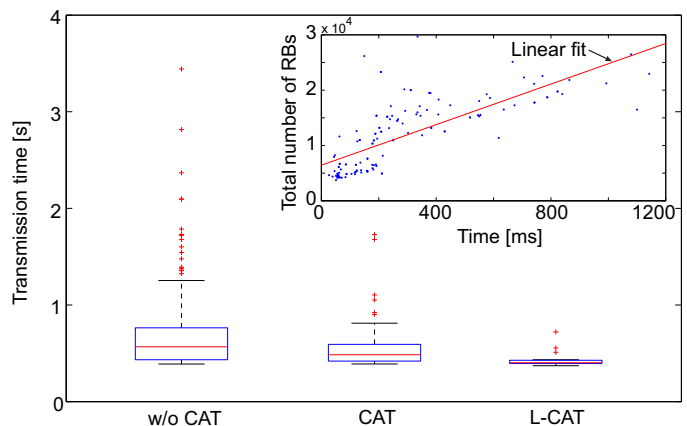 Transmission time [s]
4
3
2
1
0
w/o CAT
CAT
L-CAT
x 10^4
Total number of RBs
3
2
1
0
0
400
800
1200
Time [ms]
Linear fit